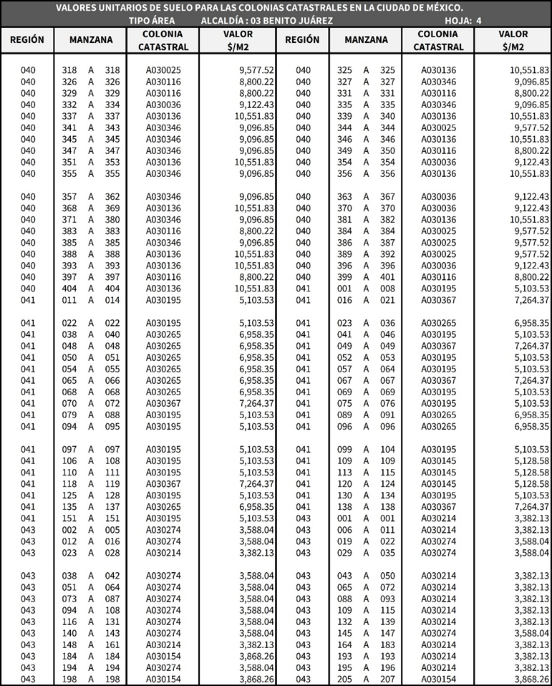 VALORES UNITARIOS DE SUELO PARA LAS COLONIAS CATASTRALES EN LA CIUDAD DE MÉXICO.
TIPO ÁREA ALCALDÍA : 03 BENITO JUÁREZ HOJA: 4
REGIÓN MANZANA COLONIA CATASTRAL VALOR $/M2 REGIÓN MANZANA COLONIA CATASTRAL VALOR $/M2
040 318 A 318 A030025 9,577.52 040 325 A 325 A030136 10,551.83
040 326 A 326 A030116 8,800.22 040 327 A 327 A030346 9,096.85
040 329 A 329 A030116 8,800.22 040 331 A 331 A030116 8,800.22
040 332 A 334 A030036 9,122.43 040 335 A 335 A030346 9,096.85
040 337 A 337 A030136 10,551.83 040 339 A 340 A030136 10,551.83
040 341 A 343 A030346 9,096.85 040 344 A 344 A030025 9,577.52
040 345 A 345 A030346 9,096.85 040 346 A 346 A030136 10,551.83
040 347 A 347 A030346 9,096.85 040 349 A 350 A030116 8,800.22
040 351 A 353 A030136 10,551.83 040 354 A 354 A030036 9,122.43
040 355 A 355 A030346 9,096.85 040 356 A 356 A030136 10,551.83
040 357 A 362 A030346 9,096.85 040 363 A 367 A030036 9,122.43
040 368 A 369 A030136 10,551.83 040 370 A 370 A030036 9,122.43
040 371 A 380 A030346 9,096.85 040 381 A 382 A030136 10,551.83
040 383 A 383 A030116 8,800.22 040 384 A 384 A030025 9,577.52
040 385 A 385 A030346 9,096.85 040 386 A 387 A030025 9,577.52
040 388 A 388 A030136 10,551.83 040 389 A 392 A030025 9,577.52
040 393 A 393 A030136 10,551.83 040 396 A 396 A030036 9,122.43
040 397 A 397 A030116 8,800.22 040 399 A 401 A030116 8,800.22
040 404 A 404 A030136 10,551.83 041 001 A 008 A030195 5,103.53
041 011 A 014 A030195 5,103.53 041 016 A 021 A030367 7,264.37
041 022 A 022 A030195 5,103.53 041 023 A 036 A030265 6,958.35
041 038 A 040 A030265 6,958.35 041 041 A 046 A030195 5,103.53
041 048 A 048 A030265 6,958.35 041 049 A 049 A030367 7,264.37
041 050 A 051 A030265 6,958.35 041 052 A 053 A030195 5,103.53
041 054 A 055 A030265 6,958.35 041 057 A 064 A030195 5,103.53
041 065 A 066 A030265 6,958.35 041 067 A 067 A030367 7,264.37
041 068 A 068 A030265 6,958.35 041 069 A 069 A030195 5,103.53
041 070 A 072 A030367 7,264.37 041 075 A 076 A030195 5,103.53
041 079 A 088 A030195 5,103.53 041 089 A 091 A030265 6,958.35
041 094 A 095 A030195 5,103.53 041 096 A 096 A030265 6,958.35
041 097 A 097 A030195 5,103.53 041 099 A 104 A030195 5,103.53
041 106 A 108 A030195 5,103.53 041 109 A 109 A030145 5,128.58
041 110 A 111 A030195 5,103.53 041 113 A 115 A030145 5,128.58
041 118 A 119 A030367 7,264.37 041 120 A 124 A030145 5,128.58
041 125 A 128 A030195 5,103.53 041 130 A 134 A030195 5,103.53
041 135 A 137 A030265 6,958.35 041 138 A 138 A030367 7,264.37
041 151 A 151 A030195 5,103.53 043 001 A 001 A030214 3,382.13
043 002 A 005 A030274 3,588.04 043 006 A 011 A030214 3,382.13
043 012 A 016 A030274 3,588.04 043 019 A 022 A030274 3,588.04
043 023 A 028 A030214 3,382.13 043 029 A 035 A030274 3,588.04
043 038 A 042 A030274 3,588.04 043 043 A 050 A030214 3,382.13
043 051 A 064 A030274 3,588.04 043 065 A 072 A030214 3,382.13
043 073 A 087 A030274 3,588.04 043 088 A 093 A030214 3,382.13
043 094 A 108 A030274 3,588.04 043 109 A 115 A030214 3,382.13
043 116 A 131 A030274 3,588.04 043 132 A 139 A030214 3,382.13
043 140 A 143 A030274 3,588.04 043 145 A 147 A030274 3,588.04
043 148 A 161 A030214 3,382.13 043 164 A 183 A030214 3,382.13
043 184 A 184 A030154 3,868.26 043 193 A 193 A030214 3,382.13
043 194 A 194 A030274 3,588.04 043 195 A 196 A030214 3,382.13
043 198 A 198 A030154 3,868.26 043 205 A 207 A030154 3,868.26